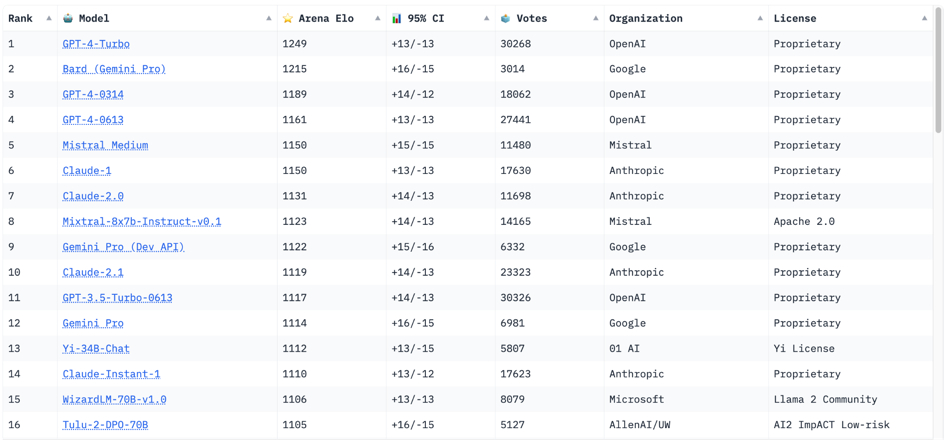 Rank Model Arena Elo 95% CI Votes Organization License
1 GPT-4-Turbo 1249 +13/-13 30268 OpenAI Proprietary
2 Bard (Gemini Pro) 1215 +16/-15 3014 Google Proprietary
3 GPT-4-0314 1189 +14/-12 18062 OpenAI Proprietary
4 GPT-4-0613 1161 +13/-13 27441 OpenAI Proprietary
5 Mistral Medium 1150 +15/-15 11480 Mistral Proprietary
6 Claude-1 1150 +13/-13 17630 Anthropic Proprietary
7 Claude-2.0 1131 +14/-13 11698 Anthropic Proprietary
8 Mixtral-8x7b-Instruct-v0.1 1123 +14/-13 14165 Mistral Apache 2.0
9 Gemini Pro (Dev API) 1122 +15/-16 6332 Google Proprietary
10 Claude-2.1 1119 +14/-13 23323 Anthropic Proprietary
11 GPT-3.5-Turbo-0613 1117 +14/-13 30326 OpenAI Proprietary
12 Gemini Pro 1114 +16/-15 6981 Google Proprietary
13 Yi-34B-Chat 1112 +13/-15 5807 01 AI Yi License
14 Claude-Instant-1 1110 +13/-12 17623 Anthropic Proprietary
15 WizardLM-70B-v1.0 1106 +13/-13 8079 Microsoft Llama 2 Community
16 Tulu-2-DPO-70B 1105 +16/-15 5127 AllenAI/UW AI2 ImpACT Low-risk